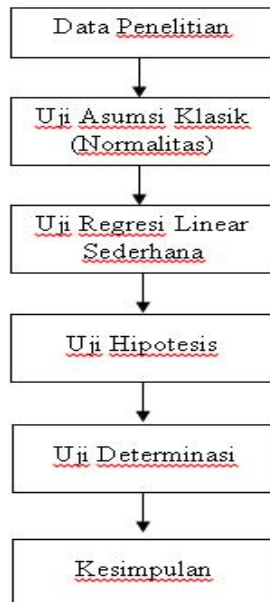 Data Penelitian
Uji Asumsi Klasik
(Normalitas)
Uji Regresi Linear
Sederhana
Uji Hipotesis
Uji Determinasi
Kesimpulan